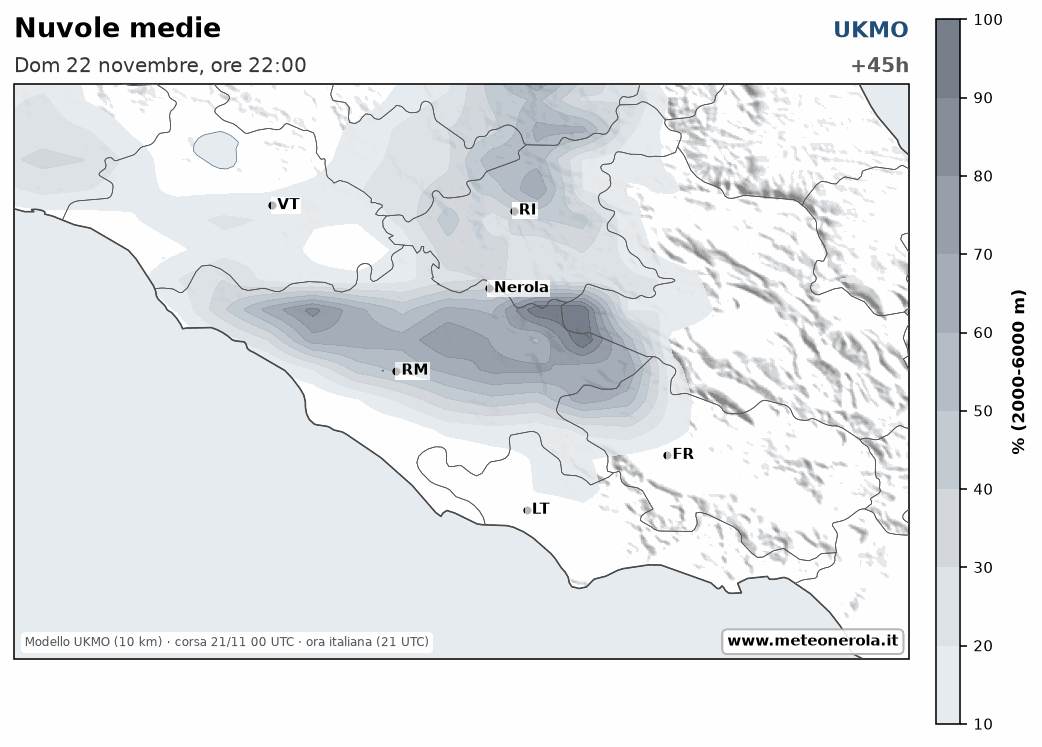 Nuvole medie
UKMO
Dom 22 novembre, ore 22:00
+45h
VT
RI
Nerola
RM
FR
LT
Modello UKMO (10 km) · corsa 21/11 00 UTC · ora italiana (21 UTC)
www.meteonerola.it
100
90
80
70
60
50
40
30
20
10
% (2000-6000 m)